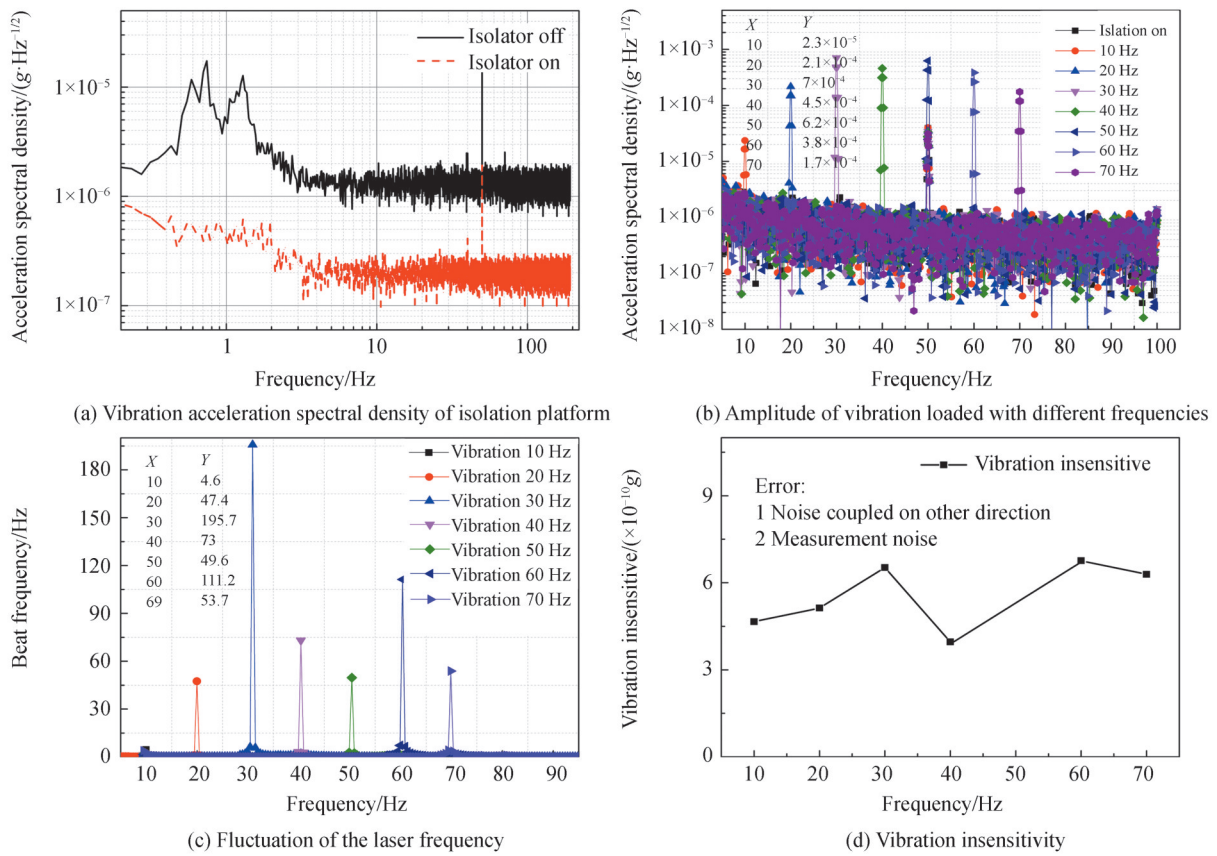 Acceleration spectral density/(g·Hz⁻¹ᐟ²)
1×10⁻⁵
1×10⁻⁶
1×10⁻⁷
Isolator off
Isolator on
1 10 100
Frequency/Hz
(a) Vibration acceleration spectral density of isolation platform
Acceleration spectral density/(g·Hz⁻¹ᐟ²)
1×10⁻³
1×10⁻⁴
1×10⁻⁵
1×10⁻⁶
1×10⁻⁷
1×10⁻⁸
X Y
10 2.3×10⁻⁵
20 2.1×10⁻⁴
30 7×10⁻⁴
40 4.5×10⁻⁴
50 6.2×10⁻⁴
60 3.8×10⁻⁴
70 1.7×10⁻⁴
Islation on
10 Hz
20 Hz
30 Hz
40 Hz
50 Hz
60 Hz
70 Hz
10 20 30 40 50 60 70 80 90 100
Frequency/Hz
(b) Amplitude of vibration loaded with different frequencies
Beat frequency/Hz
180
150
120
90
60
30
0
X Y
10 4.6
20 47.4
30 195.7
40 73
50 49.6
60 111.2
69 53.7
Vibration 10 Hz
Vibration 20 Hz
Vibration 30 Hz
Vibration 40 Hz
Vibration 50 Hz
Vibration 60 Hz
Vibration 70 Hz
10 20 30 40 50 60 70 80 90
Frequency/Hz
(c) Fluctuation of the laser frequency
Vibration insensitive/(×10⁻¹⁰g)
9
6
3
0
Vibration insensitive
Error:
1 Noise coupled on other direction
2 Measurement noise
10 20 30 40 50 60 70
Frequency/Hz
(d) Vibration insensitivity